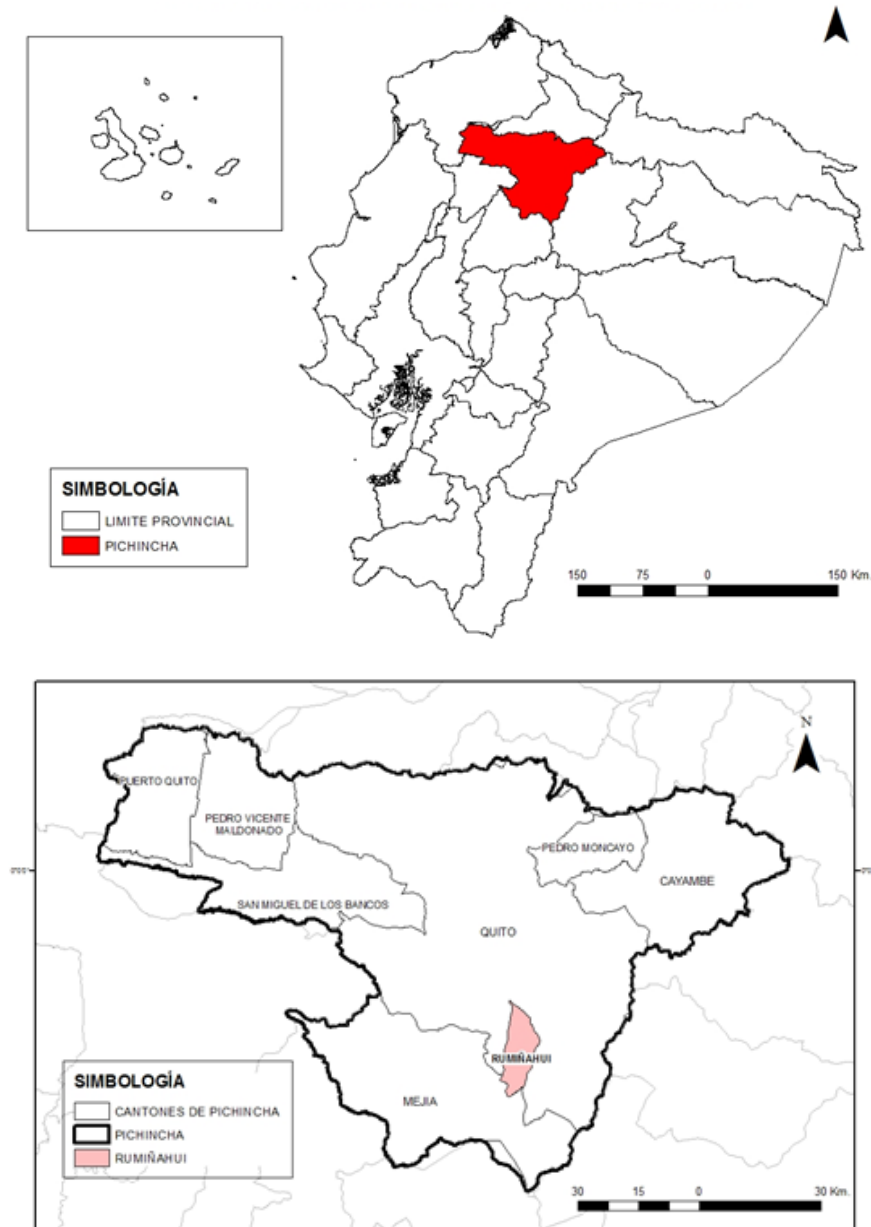 SIMBOLOGÍA
LIMITE PROVINCIAL
PICHINCHA
150 75 0 150 Km.
N
PUERTO QUITO
PEDRO VICENTE
MALDONADO
PEDRO MONCAYO
CAYAMBE
SAN MIGUEL DE LOS BANCOS
QUITO
RUMIÑAHUI
MEJIA
SIMBOLOGÍA
CANTONES DE PICHINCHA
PICHINCHA
RUMIÑAHUI
30 15 0 30 Km.